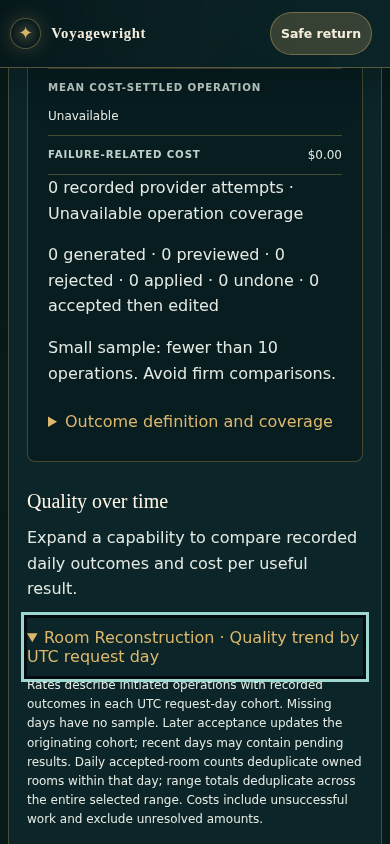 Voyagewright
Safe return
MEAN COST-SETTLED OPERATION
Unavailable
FAILURE-RELATED COST $0.00
0 recorded provider attempts ·
Unavailable operation coverage
0 generated · 0 previewed · 0
rejected · 0 applied · 0 undone · 0
accepted then edited
Small sample: fewer than 10
operations. Avoid firm comparisons.
▶ Outcome definition and coverage
Quality over time
Expand a capability to compare recorded
daily outcomes and cost per useful
result.
▼ Room Reconstruction · Quality trend by
UTC request day
Rates describe initiated operations with recorded
outcomes in each UTC request-day cohort. Missing
days have no sample. Later acceptance updates the
originating cohort; recent days may contain pending
results. Daily accepted-room counts deduplicate owned
rooms within that day; range totals deduplicate across
the entire selected range. Costs include unsuccessful
work and exclude unresolved amounts.